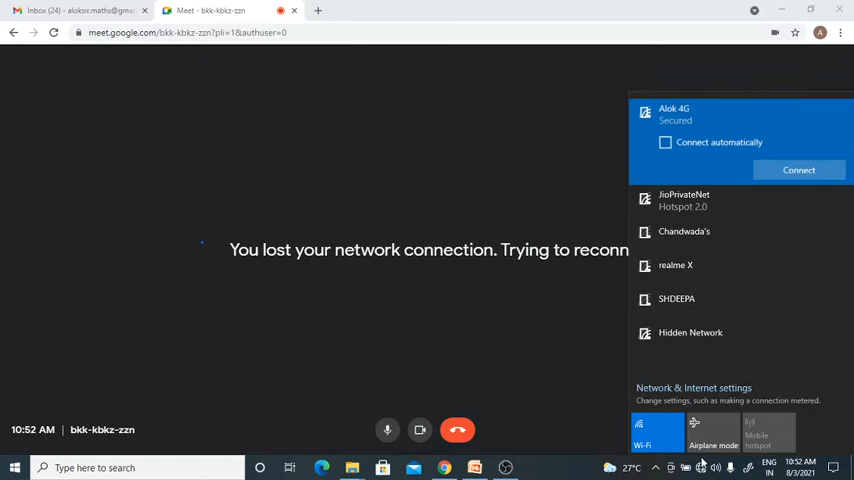 Inbox (24) - aloksir.maths@gma
Meet - bkk-kbkz-zzn
meet.google.com/bkk-kbkz-zzn?pli=1&authuser=0
A
Alok 4G
Secured
Connect automatically
Connect
JioPrivateNet
Hotspot 2.0
Chandwada's
You lost your network connection. Trying to reconn
realme X
SHDEEPA
Hidden Network
Network & Internet settings
Change settings, such as making a connection metered.
10:52 AM | bkk-kbkz-zzn
Wi-Fi
Airplane mode
Mobile
hotspot
Type here to search
27°C
ENG
IN
10:52 AM
8/3/2021